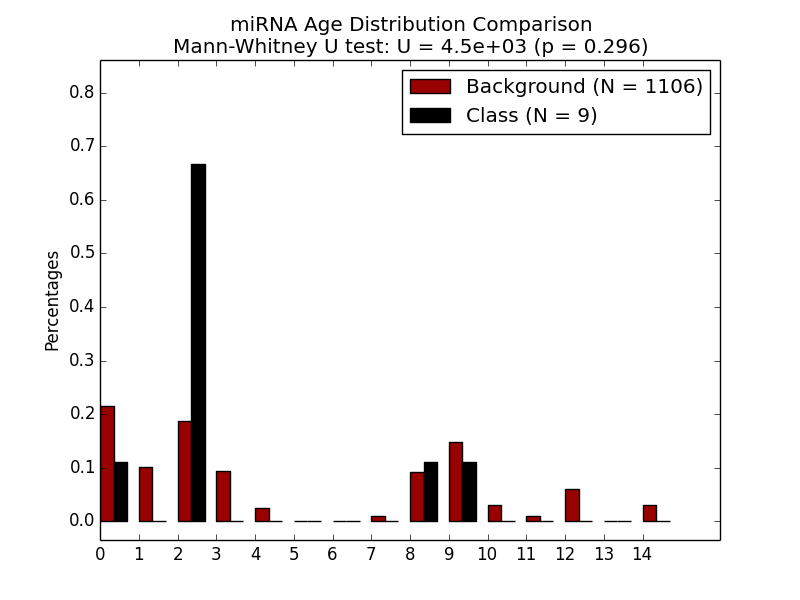 miRNA Age Distribution Comparison
Mann-Whitney U test: U = 4.5e+03 (p = 0.296)
Background (N = 1106)
Class (N = 9)
Percentages
0.8
0.7
0.6
0.5
0.4
0.3
0.2
0.1
0.0
0 1 2 3 4 5 6 7 8 9 10 11 12 13 14